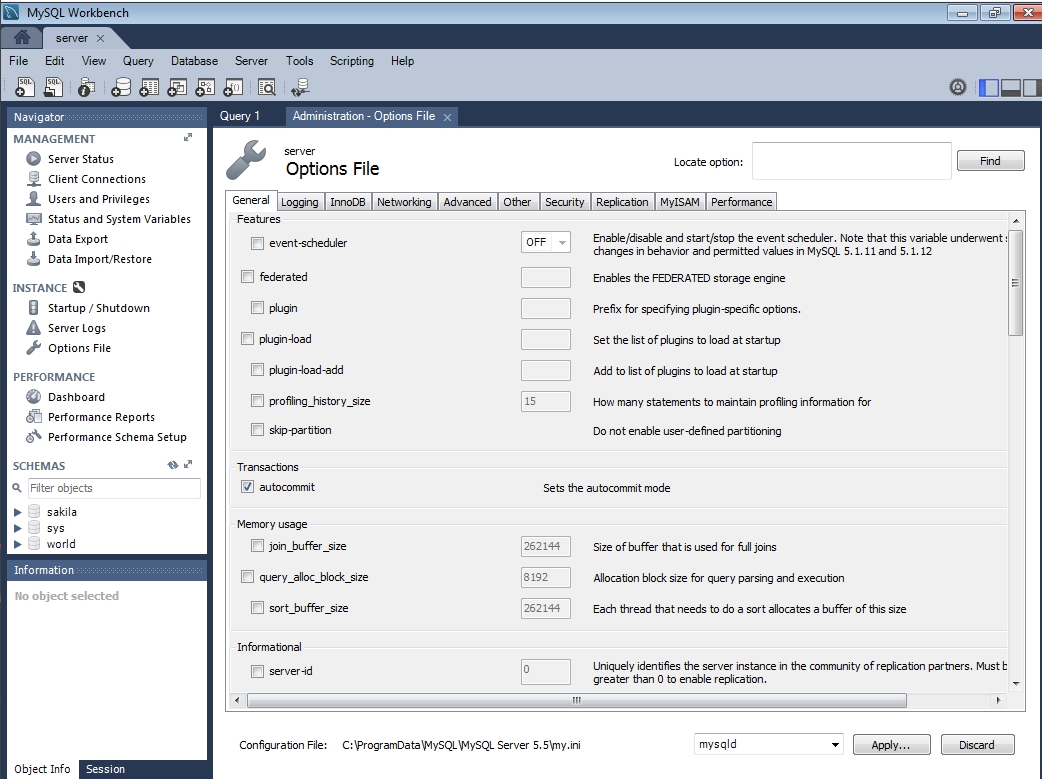 MySQL Workbench
server
File Edit View Query Database Server Tools Scripting Help
Navigator
MANAGEMENT
Server Status
Client Connections
Users and Privileges
Status and System Variables
Data Export
Data Import/Restore
INSTANCE
Startup / Shutdown
Server Logs
Options File
PERFORMANCE
Dashboard
Performance Reports
Performance Schema Setup
SCHEMAS
Filter objects
sakila
sys
world
Information
No object selected
Object Info Session
Query 1 Administration - Options File
server
Options File
Locate option: Find
General Logging InnoDB Networking Advanced Other Security Replication MyISAM Performance
Features
event-scheduler OFF Enable/disable and start/stop the event scheduler. Note that this variable underwent s
changes in behavior and permitted values in MySQL 5.1.11 and 5.1.12
federated Enables the FEDERATED storage engine
plugin Prefix for specifying plugin-specific options.
plugin-load Set the list of plugins to load at startup
plugin-load-add Add to list of plugins to load at startup
profiling_history_size 15 How many statements to maintain profiling information for
skip-partition Do not enable user-defined partitioning
Transactions
autocommit Sets the autocommit mode
Memory usage
join_buffer_size 262144 Size of buffer that is used for full joins
query_alloc_block_size 8192 Allocation block size for query parsing and execution
sort_buffer_size 262144 Each thread that needs to do a sort allocates a buffer of this size
Informational
server-id 0 Uniquely identifies the server instance in the community of replication partners. Must b
greater than 0 to enable replication.
Configuration File: C:\ProgramData\MySQL\MySQL Server 5.5\my.ini mysqld Apply... Discard